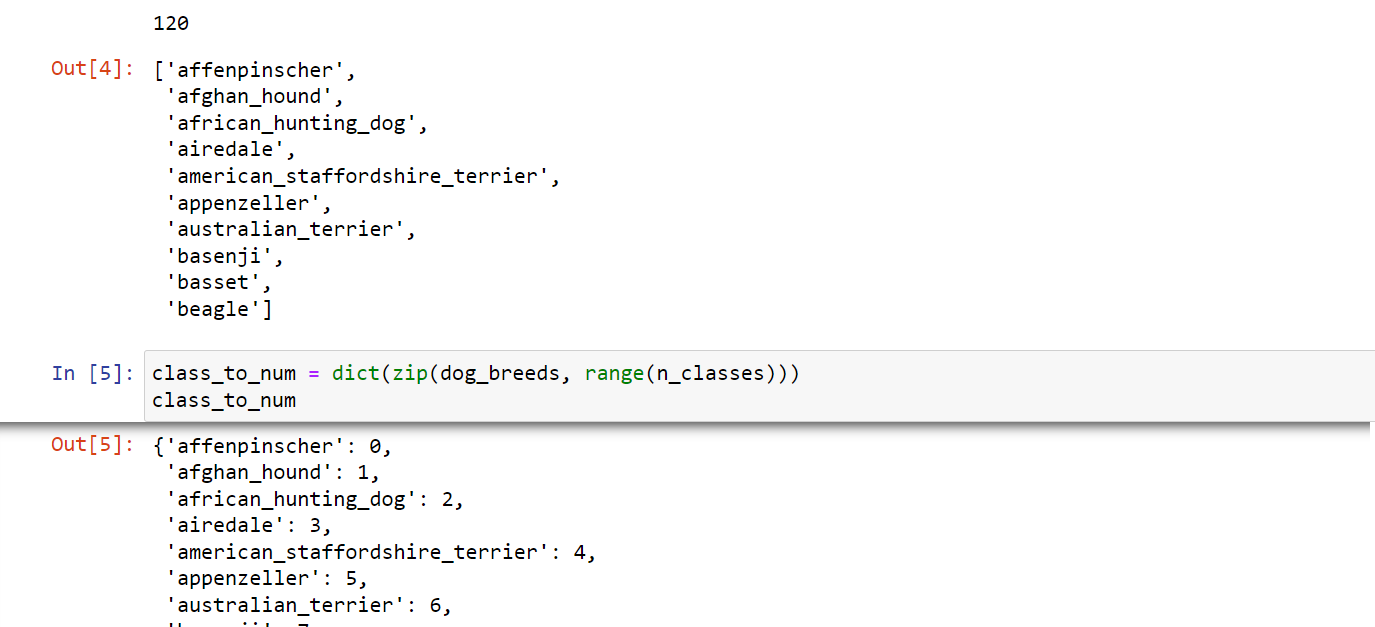 120
Out[4]: ['affenpinscher',
'afghan_hound',
'african_hunting_dog',
'airedale',
'american_staffordshire_terrier',
'appenzeller',
'australian_terrier',
'basenji',
'basset',
'beagle']
In [5]: class_to_num = dict(zip(dog_breeds, range(n_classes)))
class_to_num
Out[5]: {'affenpinscher': 0,
'afghan_hound': 1,
'african_hunting_dog': 2,
'airedale': 3,
'american_staffordshire_terrier': 4,
'appenzeller': 5,
'australian_terrier': 6,